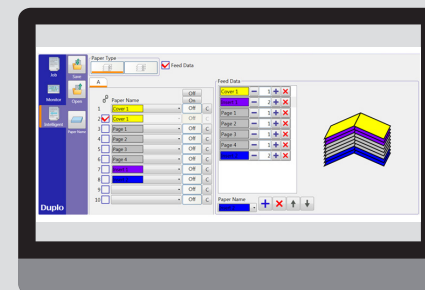 Paper Type
Job
Save
Feed Data
Monitor
Open
A
Feed Data
Off
Paper Name
On
Intelligent
Paper Name
1 Cover 1 Off C
2 Cover 1 Off C
3 Page 1 Off C
4 Page 2 Off C
5 Page 3 Off C
6 Page 4 Off C
7 Off C
8 Off C
9 Off C
10 Off C
Cover 1 1
2
Page 1 1
Page 2 1
Page 3 1
Page 4 1
2
Paper Name
Duplo